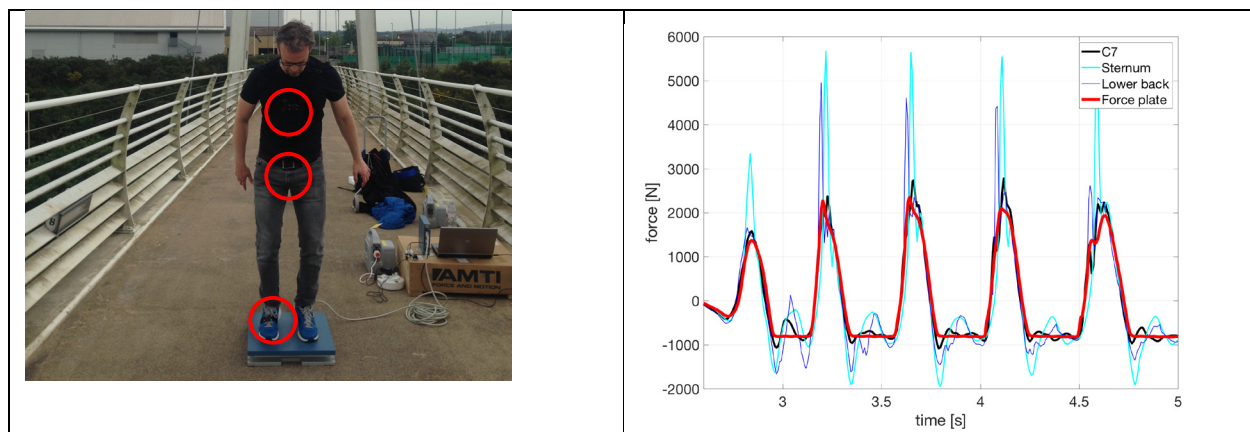 8
AMTI
FORCE AND MOTION
6000
5000
4000
3000
2000
1000
0
-1000
-2000
force [N]
C7
Sternum
Lower back
Force plate
3
3.5
4
4.5
5
time [s]